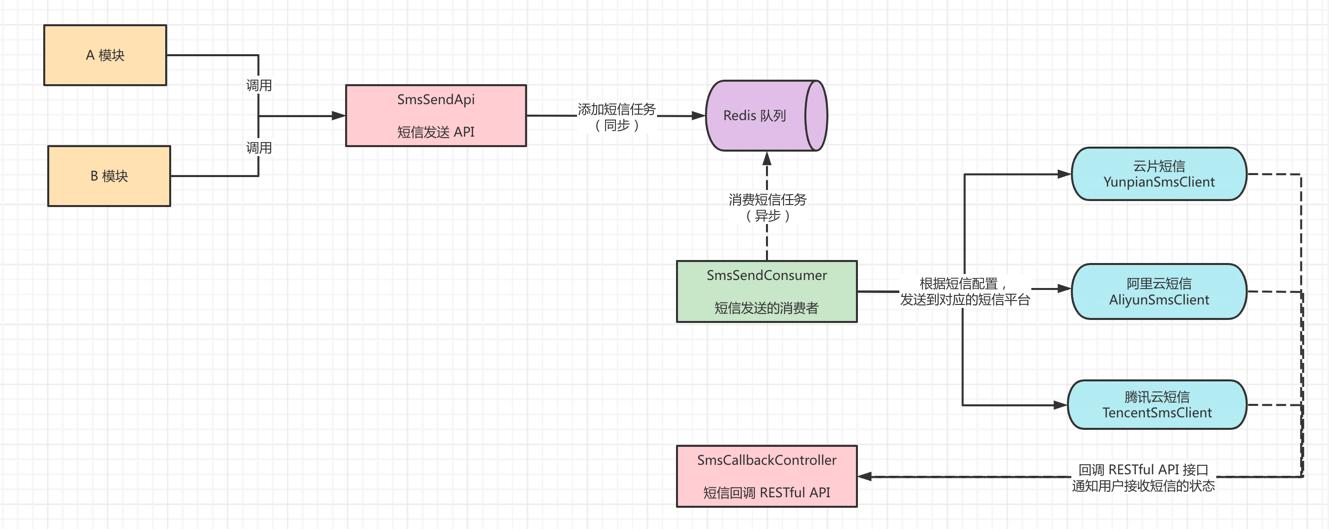 A 模块
调用
调用
B 模块
SmsSendApi
短信发送 API
添加短信任务
（同步）
Redis 队列
消费短信任务
（异步）
SmsSendConsumer
短信发送的消费者
根据短信配置，
发送到对应的短信平台
云片短信
YunpianSmsClient
阿里云短信
AliyunSmsClient
腾讯云短信
TencentSmsClient
SmsCallbackController
短信回调 RESTful API
回调 RESTful API 接口
通知用户接收短信的状态